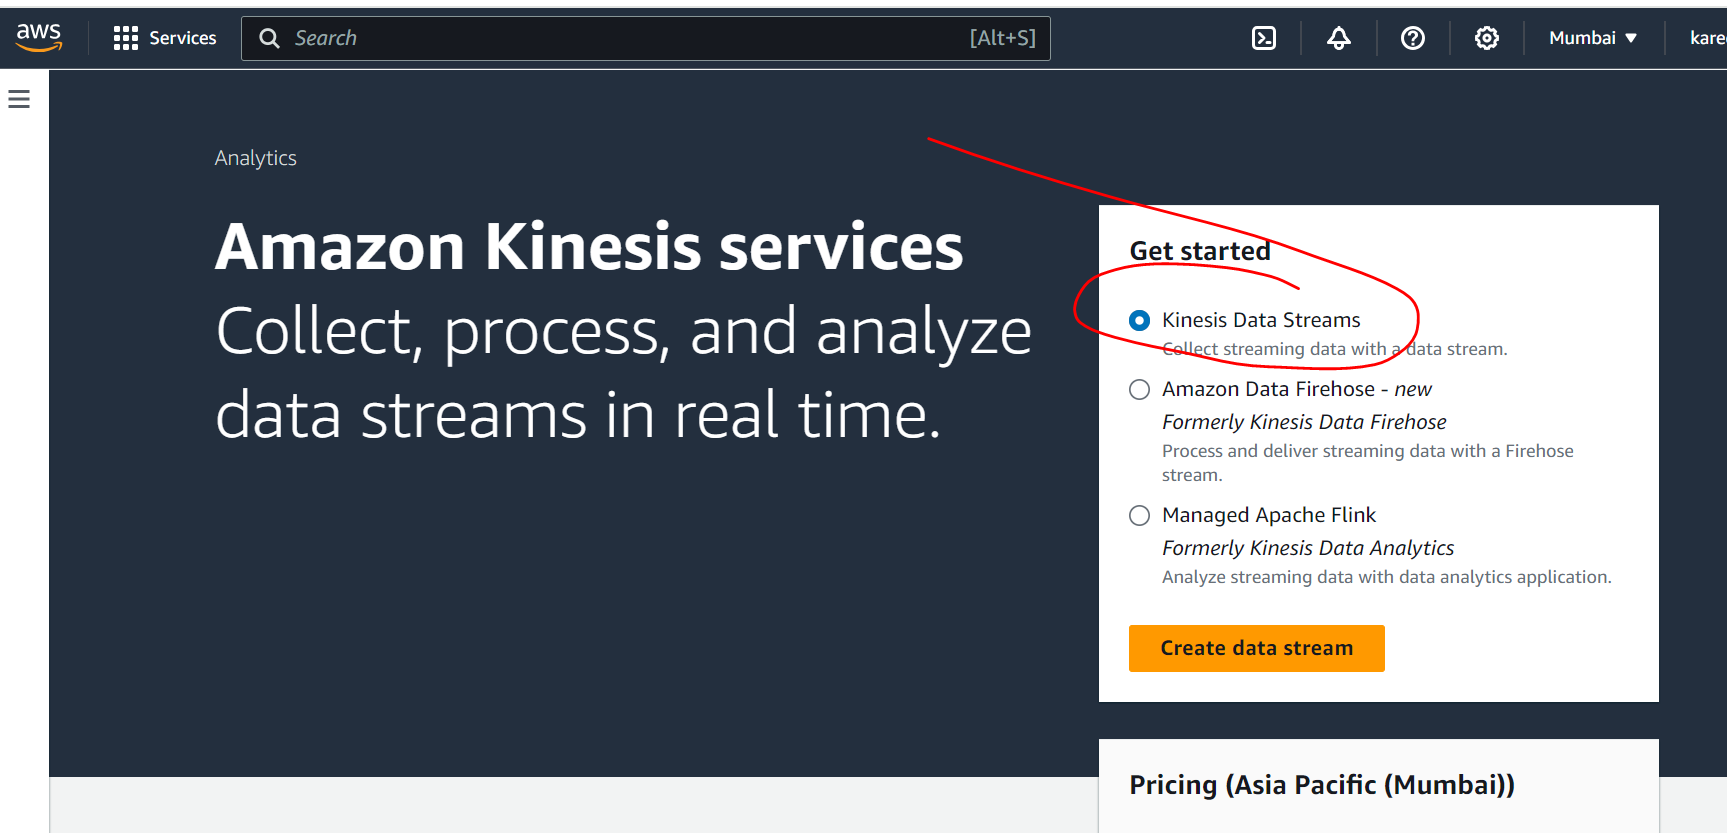 aws
Services
Search
[Alt+S]
Mumbai
kare
Analytics
Amazon Kinesis services
Collect, process, and analyze
data streams in real time.
Get started
Kinesis Data Streams
Collect streaming data with a data stream.
Amazon Data Firehose - new
Formerly Kinesis Data Firehose
Process and deliver streaming data with a Firehose
stream.
Managed Apache Flink
Formerly Kinesis Data Analytics
Analyze streaming data with data analytics application.
Create data stream
Pricing (Asia Pacific (Mumbai))